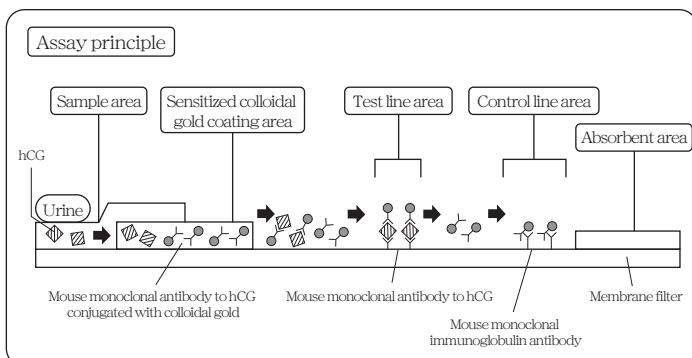 Assay principle
Sample area
Sensitized colloidal
gold coating area
Test line area
Control line area
Absorbent area
hCG
Urine
Mouse monoclonal antibody to hCG
conjugated with colloidal gold
Mouse monoclonal antibody to hCG
Mouse monoclonal
immunoglobulin antibody
Membrane filter